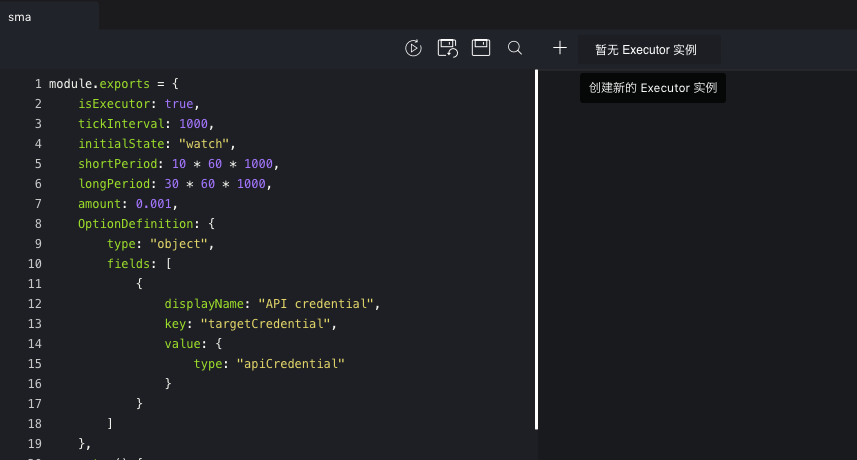 sma
暂无 Executor 实例
创建新的 Executor 实例
1 module.exports = {
2     isExecutor: true,
3     tickInterval: 1000,
4     initialState: "watch",
5     shortPeriod: 10 * 60 * 1000,
6     longPeriod: 30 * 60 * 1000,
7     amount: 0.001,
8     OptionDefinition: {
9         type: "object",
10         fields: [
11             {
12                 displayName: "API credential",
13                 key: "targetCredential",
14                 value: {
15                     type: "apiCredential"
16                 }
17             }
18         ]
19     },